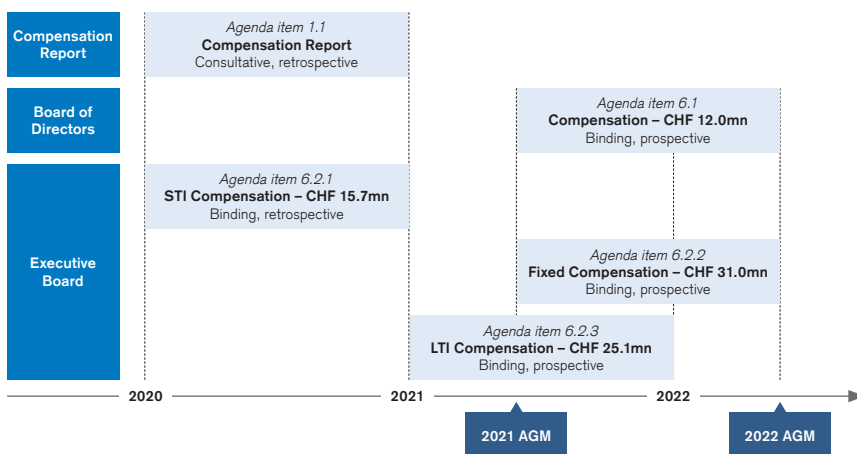 Compensation
Report
Agenda item 1.1
Compensation Report
Consultative, retrospective
Board of
Directors
Agenda item 6.1
Compensation – CHF 12.0mn
Binding, prospective
Executive
Board
Agenda item 6.2.1
STI Compensation – CHF 15.7mn
Binding, retrospective
Agenda item 6.2.2
Fixed Compensation – CHF 31.0mn
Binding, prospective
Agenda item 6.2.3
LTI Compensation – CHF 25.1mn
Binding, prospective
2020
2021
2022
2021 AGM
2022 AGM